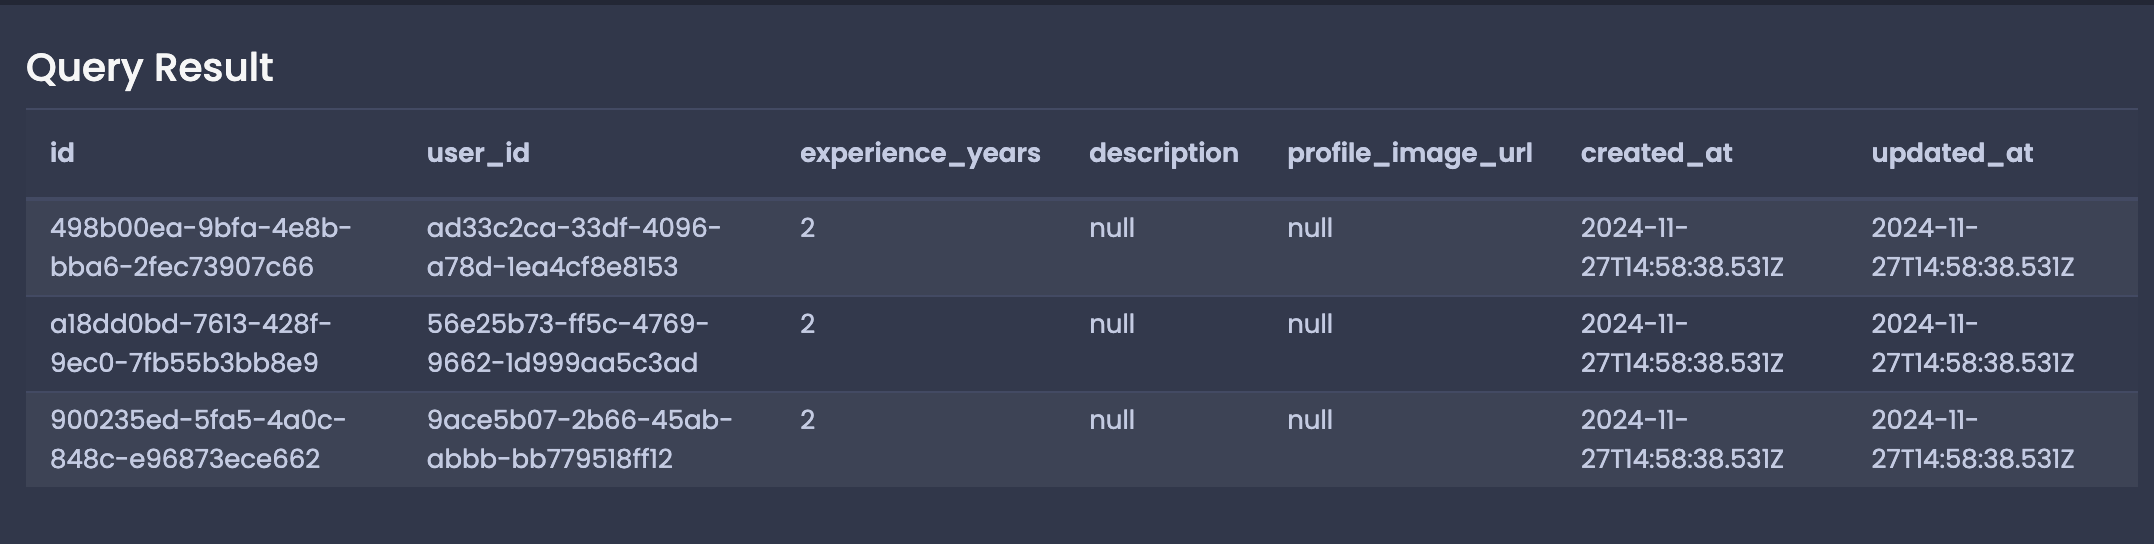 Query Result
id user_id experience_years description profile_image_url created_at updated_at
498b00ea-9bfa-4e8b- ad33c2ca-33df-4096- 2 null null 2024-11- 2024-11-
bba6-2fec73907c66 a78d-1ea4cf8e8153 27T14:58:38.531Z 27T14:58:38.531Z
a18dd0bd-7613-428f- 56e25b73-ff5c-4769- 2 null null 2024-11- 2024-11-
9ec0-7fb55b3bb8e9 9662-1d999aa5c3ad 27T14:58:38.531Z 27T14:58:38.531Z
900235ed-5fa5-4a0c- 9ace5b07-2b66-45ab- 2 null null 2024-11- 2024-11-
848c-e96873ece662 abbb-bb779518ff12 27T14:58:38.531Z 27T14:58:38.531Z